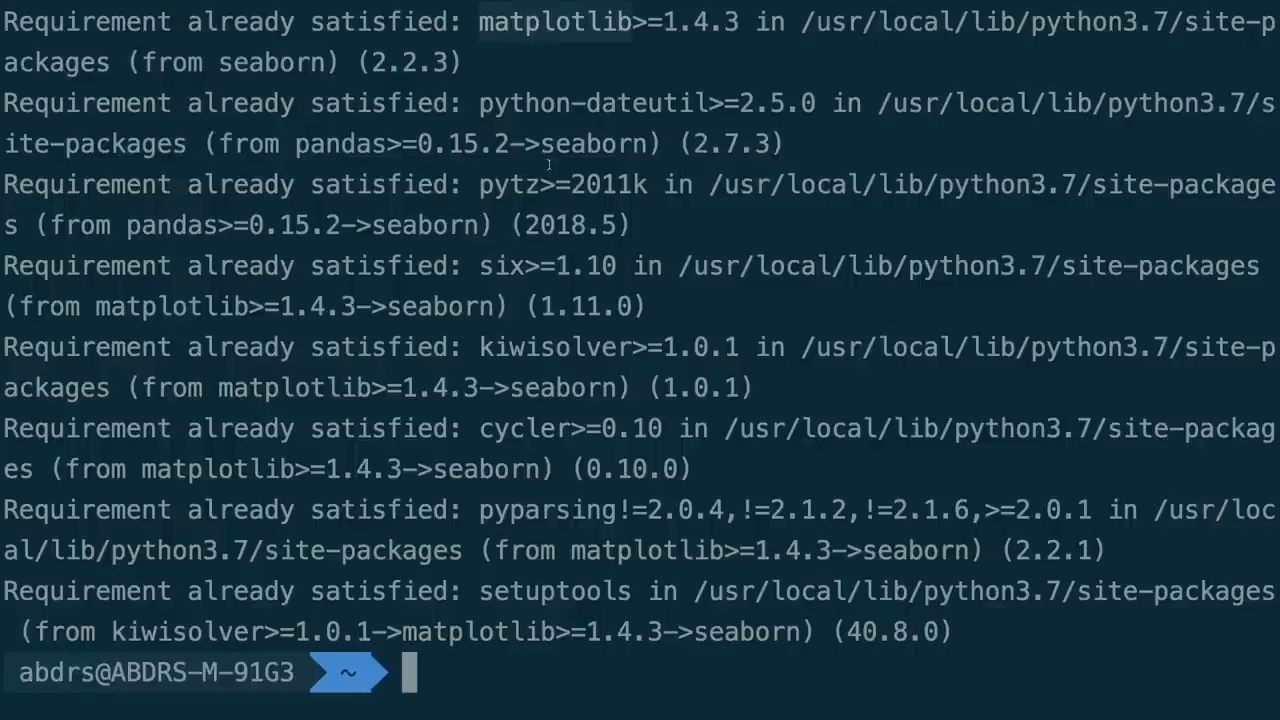 Requirement already satisfied: matplotlib>=1.4.3 in /usr/local/lib/python3.7/site-p
ackages (from seaborn) (2.2.3)
Requirement already satisfied: python-dateutil>=2.5.0 in /usr/local/lib/python3.7/s
ite-packages (from pandas>=0.15.2->seaborn) (2.7.3)
Requirement already satisfied: pytz>=2011k in /usr/local/lib/python3.7/site-package
s (from pandas>=0.15.2->seaborn) (2018.5)
Requirement already satisfied: six>=1.10 in /usr/local/lib/python3.7/site-packages
(from matplotlib>=1.4.3->seaborn) (1.11.0)
Requirement already satisfied: kiwisolver>=1.0.1 in /usr/local/lib/python3.7/site-p
ackages (from matplotlib>=1.4.3->seaborn) (1.0.1)
Requirement already satisfied: cycler>=0.10 in /usr/local/lib/python3.7/site-packag
es (from matplotlib>=1.4.3->seaborn) (0.10.0)
Requirement already satisfied: pyparsing!=2.0.4,!=2.1.2,!=2.1.6,>=2.0.1 in /usr/loc
al/lib/python3.7/site-packages (from matplotlib>=1.4.3->seaborn) (2.2.1)
Requirement already satisfied: setuptools in /usr/local/lib/python3.7/site-packages
 (from kiwisolver>=1.0.1->matplotlib>=1.4.3->seaborn) (40.8.0)
abdrs@ABDRS-M-91G3 ~